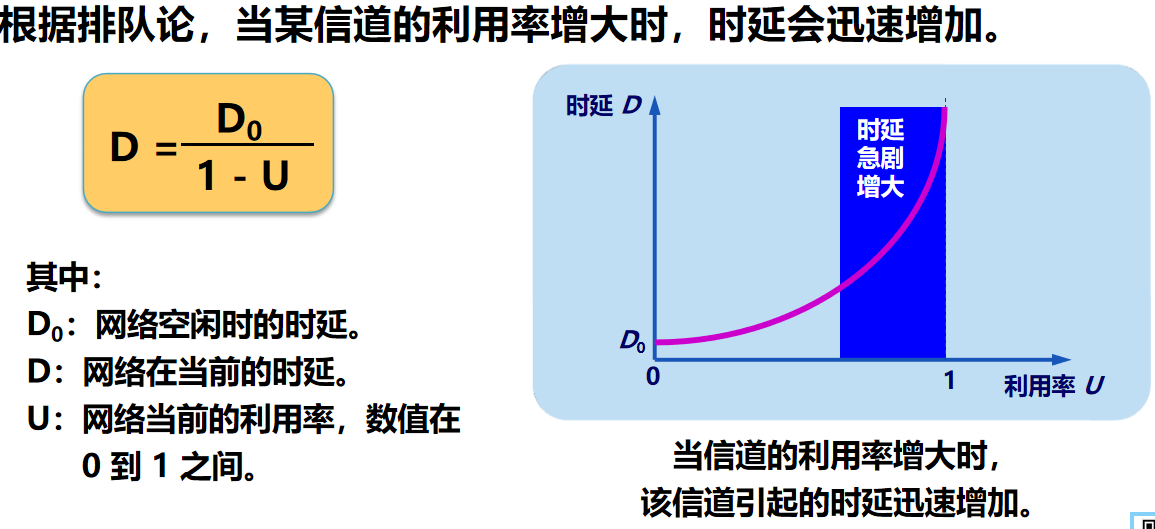 根据排队论，当某信道的利用率增大时，时延会迅速增加。
D = D₀
1 - U
其中：
D₀：网络空闲时的时延。
D：网络在当前的时延。
U：网络当前的利用率，数值在
0 到 1 之间。
时延 D
时延
急剧
增大
D₀
0
1
利用率 U
当信道的利用率增大时，
该信道引起的时延迅速增加。